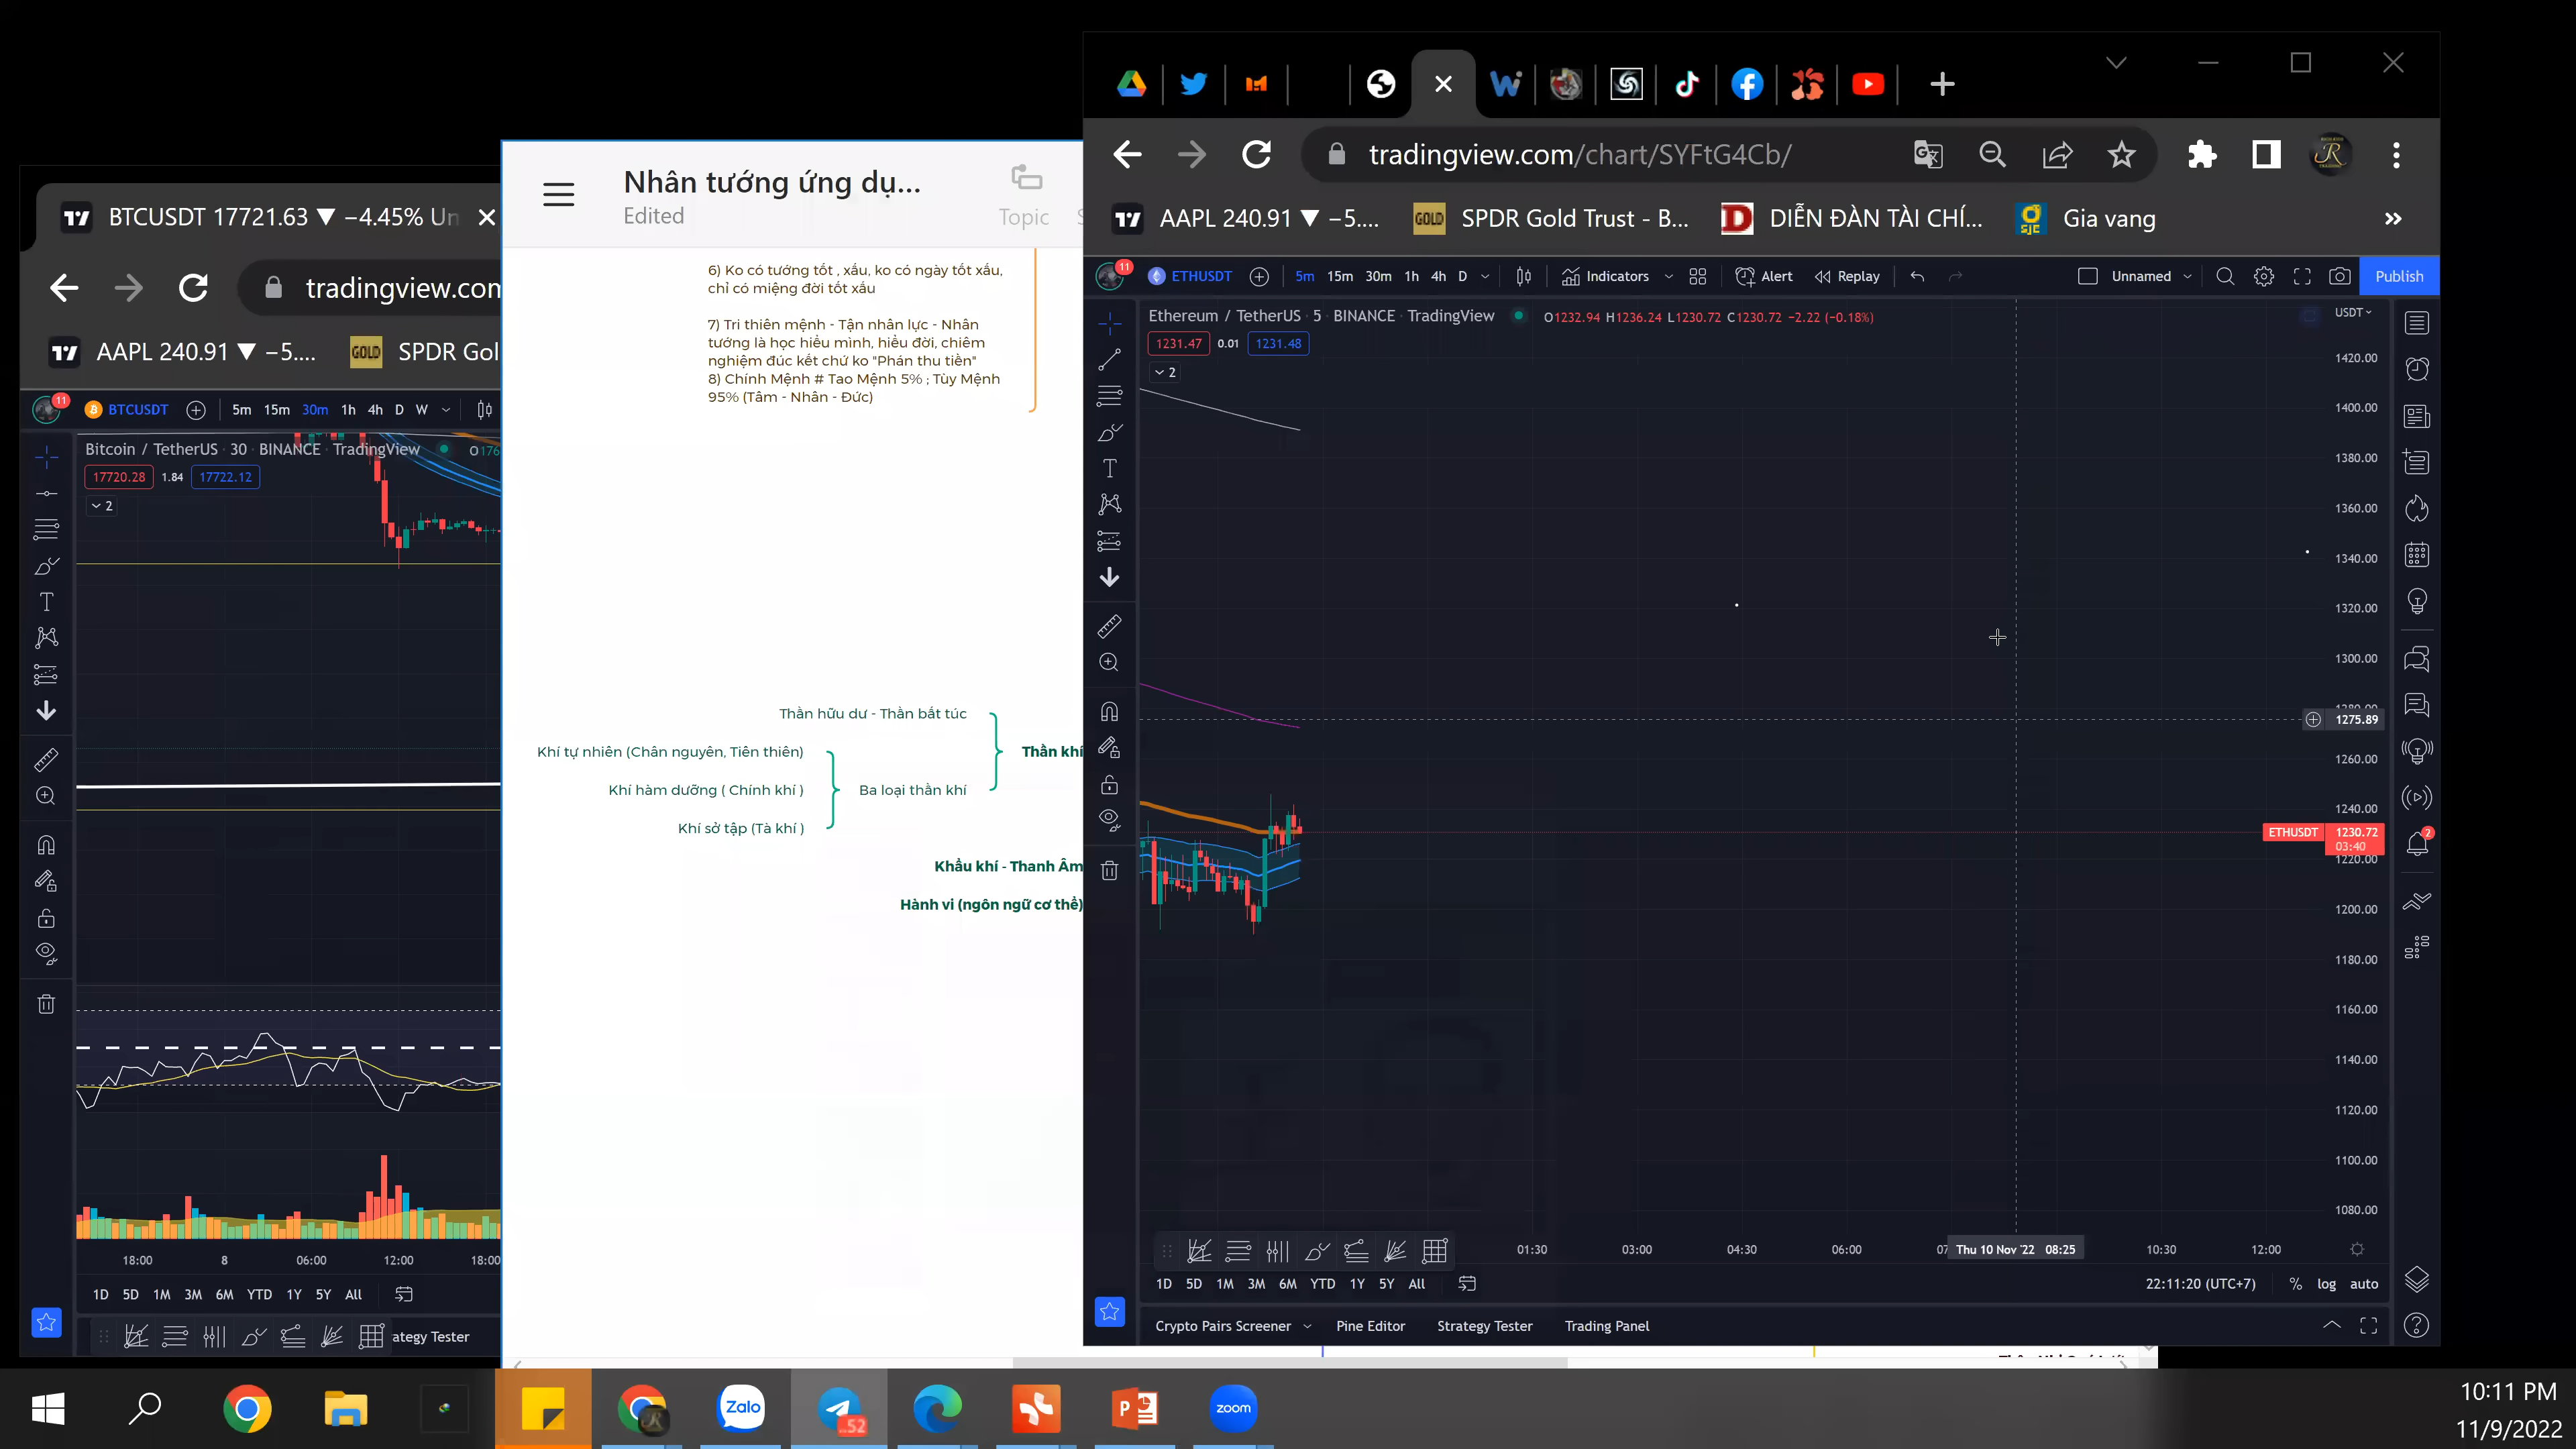 BTCUSDT 17721.63 ▼ −4.45% Un
tradingview.con
AAPL 240.91 ▼ −5....
SPDR Gol
11
BTCUSDT
5m 15m 30m 1h 4h D W
Bitcoin / TetherUS · 30 · BINANCE · TradingView
O176
17720.28 1.84 17722.12
2
18:00 8 06:00 12:00 18:00
1D 5D 1M 3M 6M YTD 1Y 5Y All
ategy Tester
Nhân tướng ứng dụ...
Edited
Topic
6) Ko có tướng tốt , xấu, ko có ngày tốt xấu,
chỉ có miệng đời tốt xấu
7) Tri thiên mệnh - Tận nhân lực - Nhân
tướng là học hiểu mình, hiểu đời, chiêm
nghiệm đúc kết chứ ko "Phán thu tiền"
8) Chính Mệnh # Tạo Mệnh 5% ; Tùy Mệnh
95% (Tâm - Nhân - Đức)
Thần hữu dư - Thần bất túc
Khí tự nhiên (Chân nguyên, Tiên thiên)
Thần khí
Khí hàm dưỡng ( Chính khí )
Ba loại thần khí
Khí sở tập (Tà khí )
Khẩu khí - Thanh Âm
Hành vi (ngôn ngữ cơ thể)
tradingview.com/chart/SYFtG4Cb/
AAPL 240.91 ▼ −5....
GOLD
SPDR Gold Trust - B...
DIỄN ĐÀN TÀI CHÍ...
Gia vang
»
11
ETHUSDT
5m 15m 30m 1h 4h D
Indicators
Alert
Replay
Unnamed
Publish
Ethereum / TetherUS · 5 · BINANCE · TradingView
O1232.94 H1236.24 L1230.72 C1230.72 −2.22 (−0.18%)
USDT
1231.47 0.01 1231.48
2
1420.00
1400.00
1380.00
1360.00
1340.00
1320.00
1300.00
1275.89
1260.00
1240.00
ETHUSDT 1230.72
03:40
1220.00
1200.00
1180.00
1160.00
1140.00
1120.00
1100.00
1080.00
01:30 03:00 04:30 06:00 07 Thu 10 Nov '22 08:25 10:30 12:00
1D 5D 1M 3M 6M YTD 1Y 5Y All
22:11:20 (UTC+7) % log auto
Crypto Pairs Screener Pine Editor Strategy Tester Trading Panel
2
Zalo
52
zoom
10:11 PM
11/9/2022